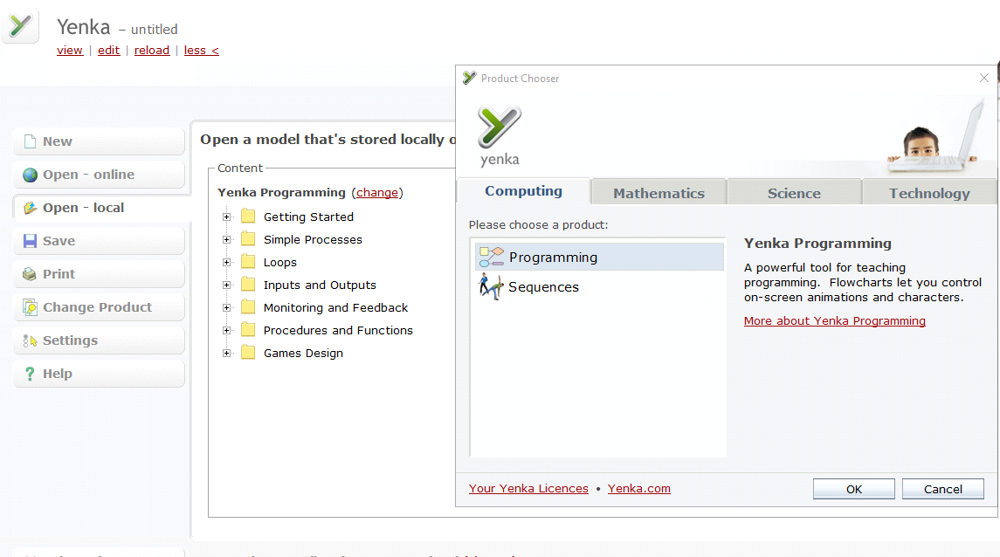 Yenka – untitled
view | edit | reload | less <
New
Open - online
Open - local
Save
Print
Change Product
Settings
Help
Open a model that's stored locally o
Content
Yenka Programming (change)
Getting Started
Simple Processes
Loops
Inputs and Outputs
Monitoring and Feedback
Procedures and Functions
Games Design
Product Chooser
yenka
Computing
Mathematics
Science
Technology
Please choose a product:
Programming
Sequences
Yenka Programming
A powerful tool for teaching
programming. Flowcharts let you control
on-screen animations and characters.
More about Yenka Programming
Your Yenka Licences • Yenka.com
OK
Cancel